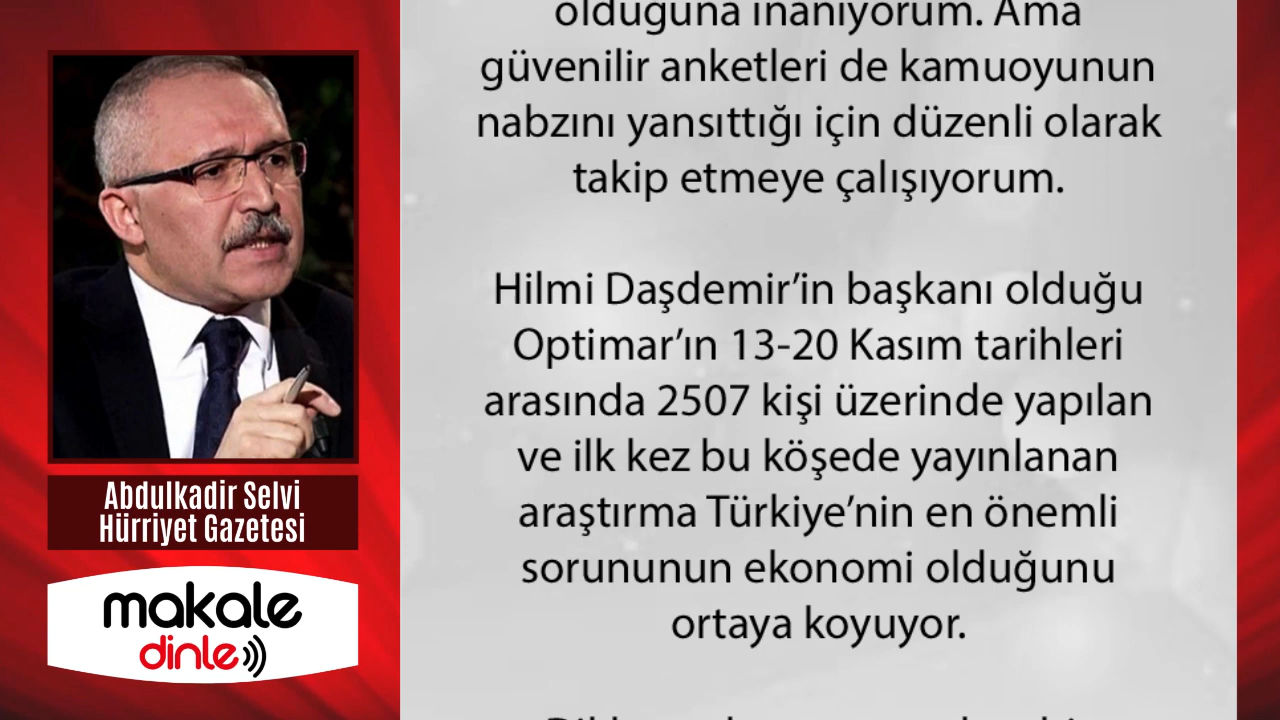 olduğuna inanıyorum. Ama
güvenilir anketleri de kamuoyunun
nabzını yansıttığı için düzenli olarak
takip etmeye çalışıyorum.
Hilmi Daşdemir’in başkanı olduğu
Optimar’ın 13-20 Kasım tarihleri
arasında 2507 kişi üzerinde yapılan
ve ilk kez bu köşede yayınlanan
araştırma Türkiye’nin en önemli
sorununun ekonomi olduğunu
ortaya koyuyor.
Abdulkadir Selvi
Hürriyet Gazetesi
makale
dinle